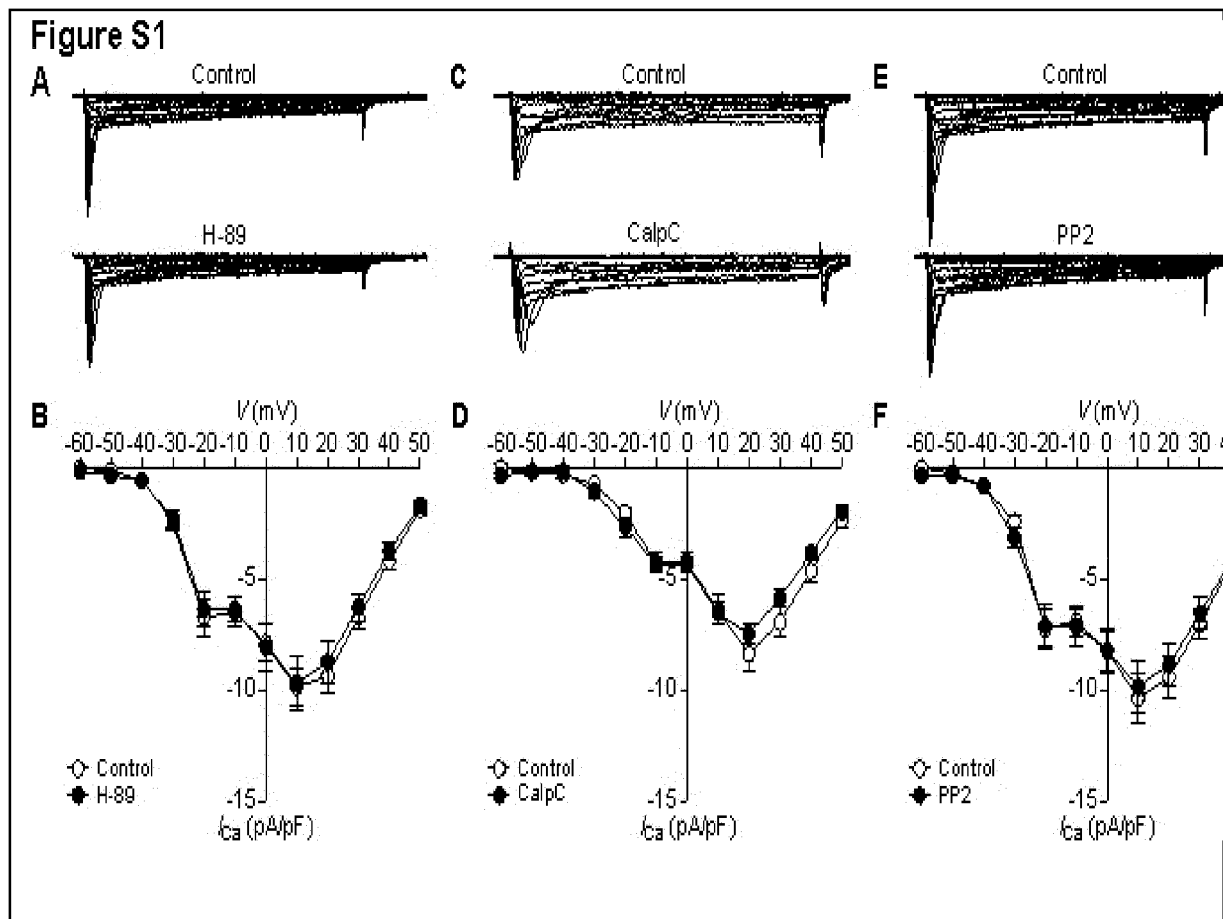 Figure S1
A
Control
C
Control
E
Control
H-89
CalpC
PP2
B
V (mV)
-60 -50 -40 -30 -20 -10 0 10 20 30 40 50
-5
-10
-15
Control
H-89
ICa (pA/pF)
D
V (mV)
-60 -50 -40 -30 -20 -10 0 10 20 30 40 50
-5
-10
-15
Control
CalpC
ICa (pA/pF)
F
V (mV)
-60 -50 -40 -30 -20 -10 0 10 20 30
-5
-10
-15
Control
PP2
ICa (pA/pF)